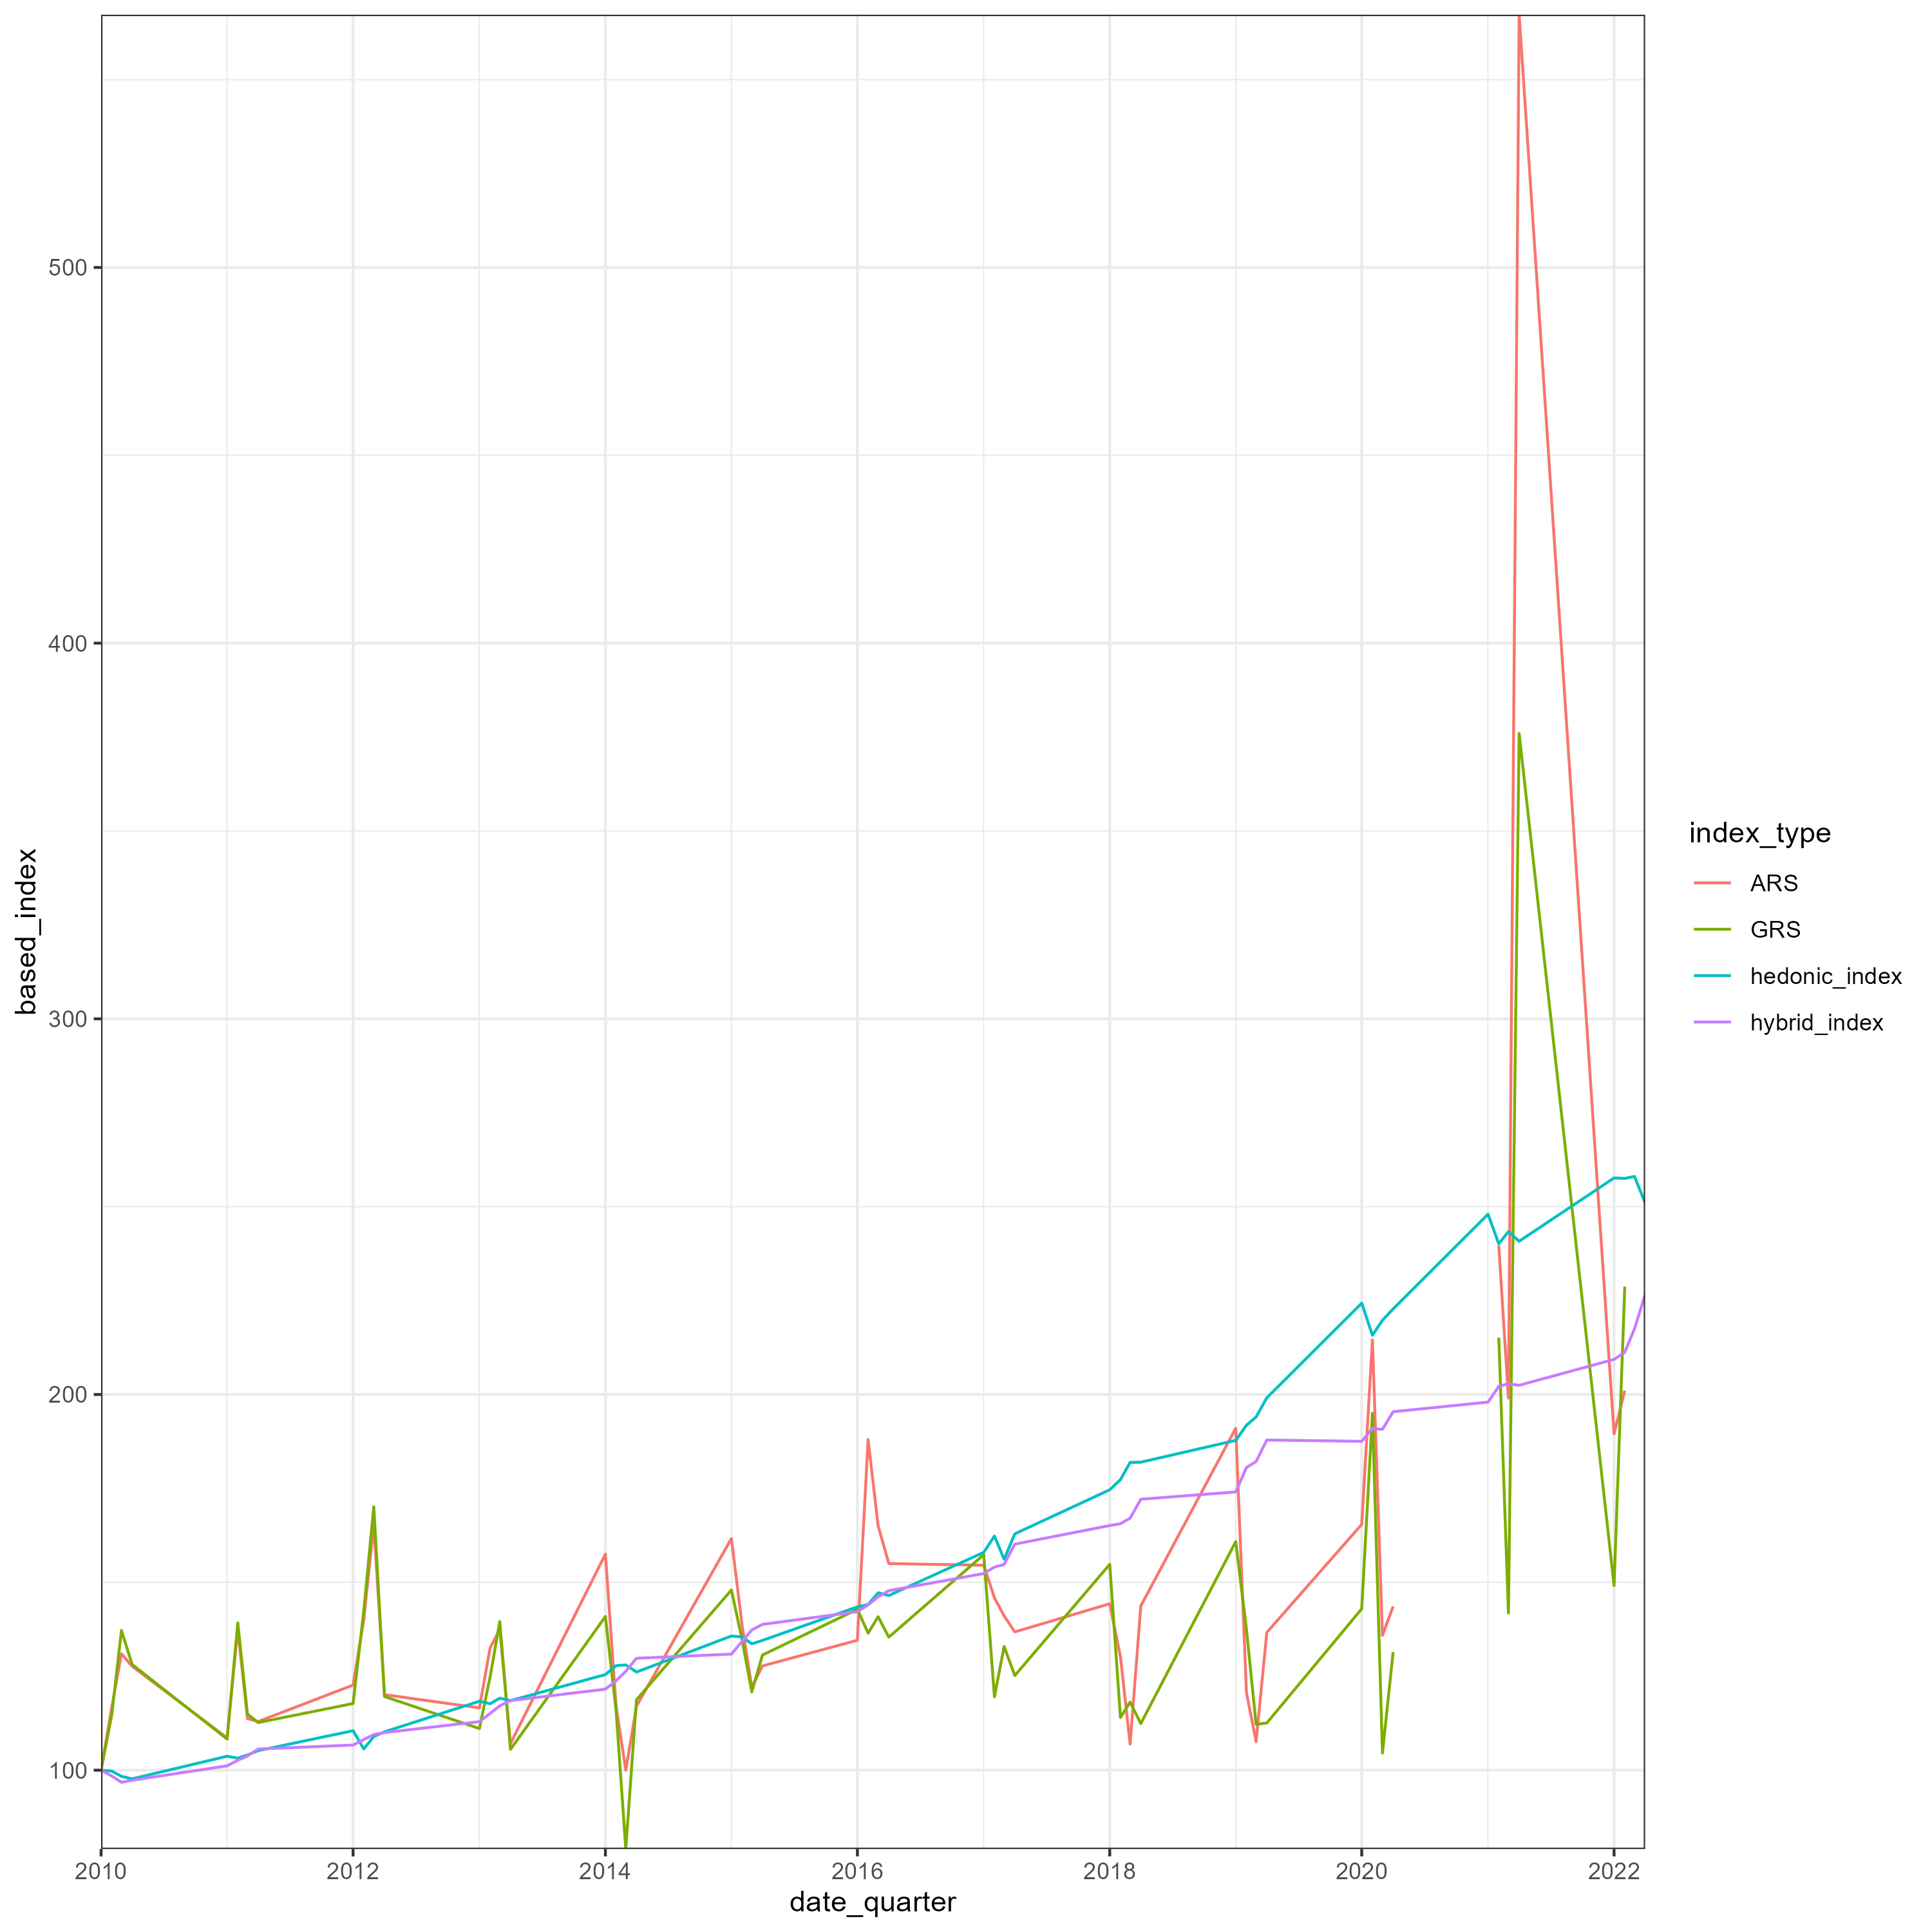 based_index
500
400
300
200
100
2010 2012 2014 2016 2018 2020 2022
date_quarter
index_type
ARS
GRS
hedonic_index
hybrid_index